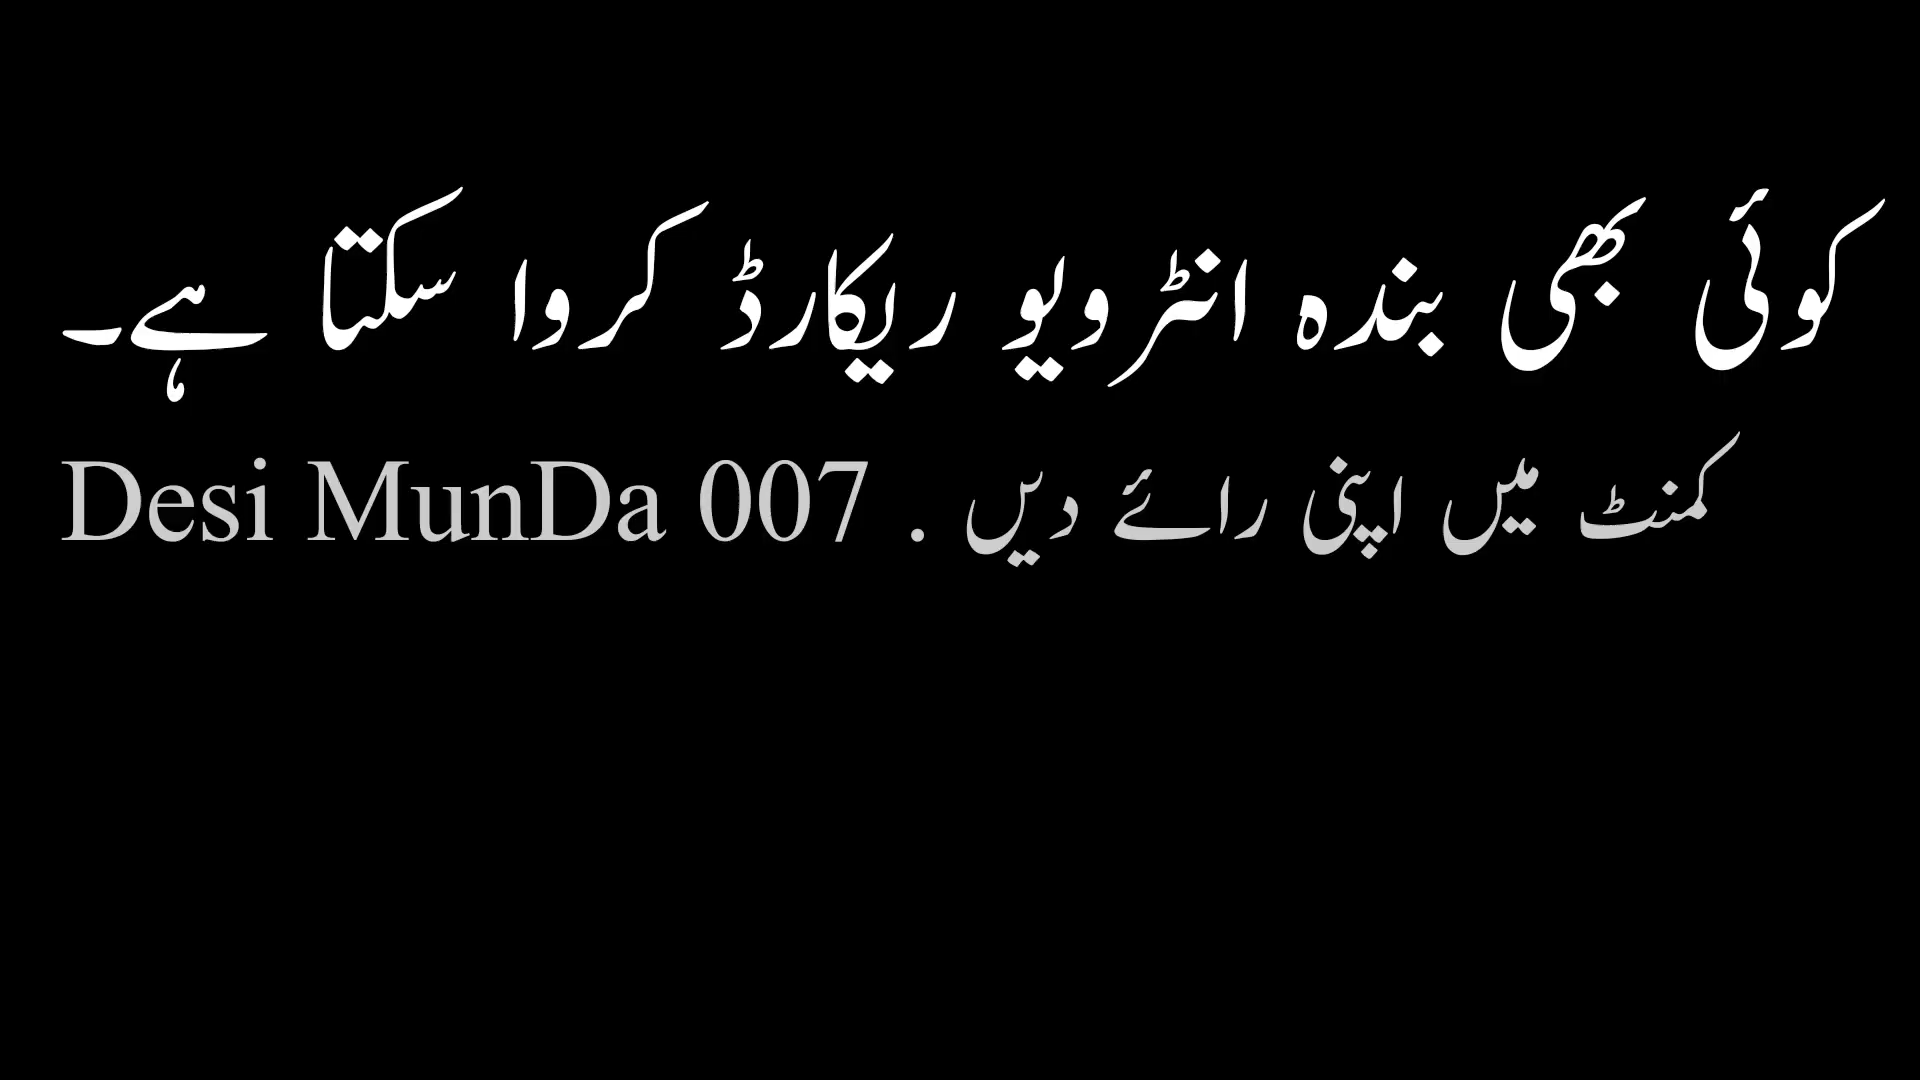 کوئی بھی بندہ انٹرویو ریکارڈ کروا سکتا ہے۔
کمنٹ میں اپنی رائے دیں . Desi MunDa 007